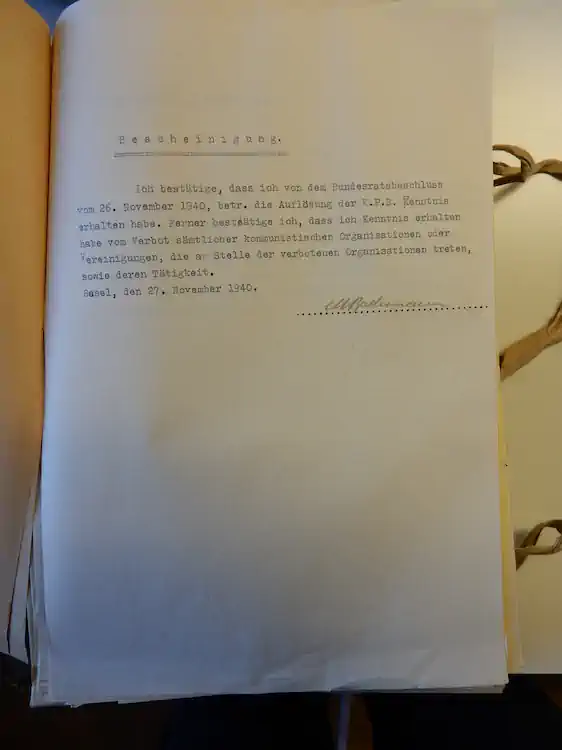 B e s c h e i n i g u n g.
Ich bestätige, dass ich von dem Bundesratsbeschluss
vom 26. November 1940, betr. die Auflösung der K.P.S. Kenntnis
erhalten habe. Ferner bestäätige ich, dass ich Kenntnis erhalten
habe vom Verbot sämtlicher kommunistischen Organisationen oder
Vereinigungen, die an Stelle der verbotenen Organisationen treten,
sowie deren Tätigkeit.
Basel, den 27. November 1940.